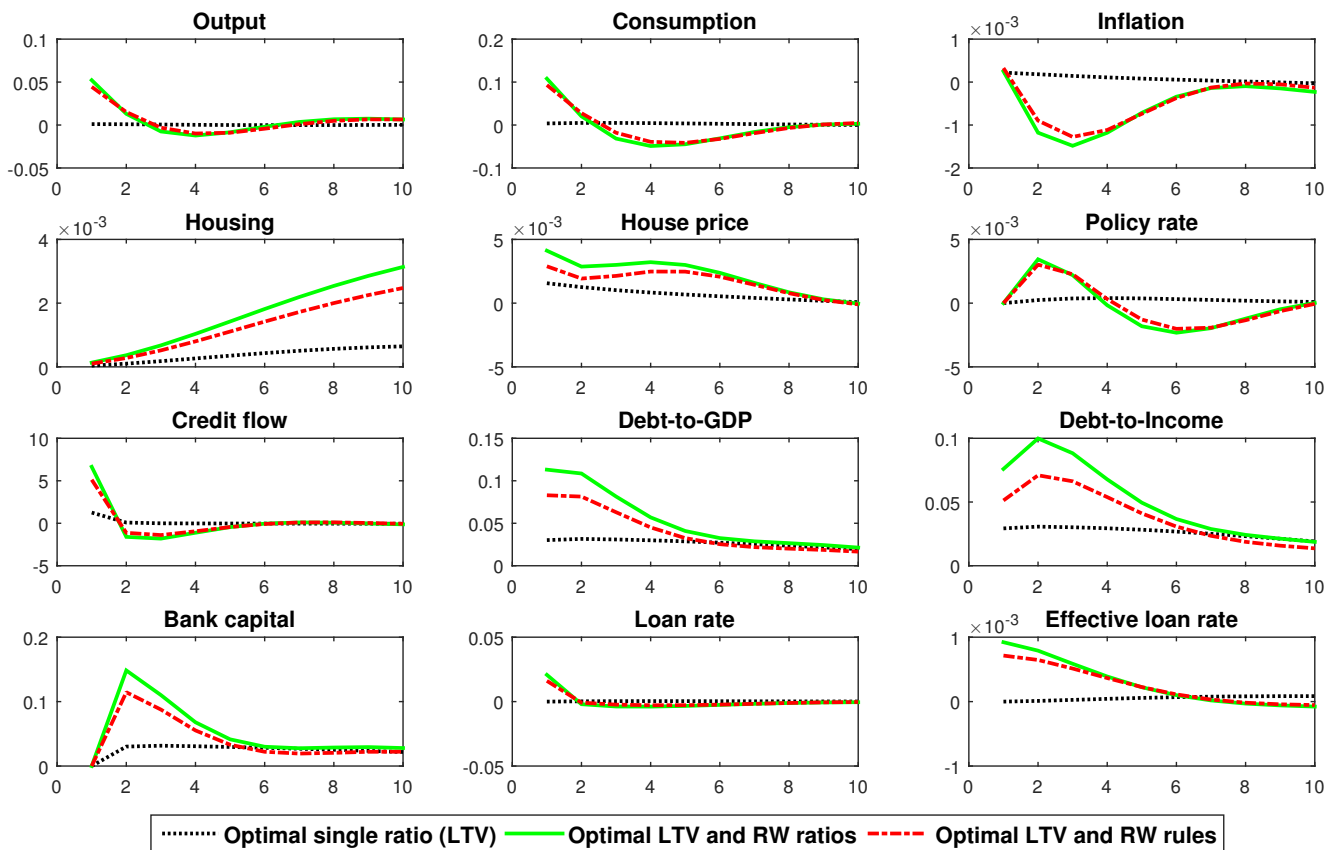 Output
Consumption
Inflation
×10⁻³
0.1
0.05
0
-0.05
0 2 4 6 8 10
0.2
0.1
0
-0.1
0 2 4 6 8 10
1
0
-1
-2
0 2 4 6 8 10
Housing
House price
Policy rate
×10⁻³
4
2
0
0 2 4 6 8 10
×10⁻³
5
0
-5
0 2 4 6 8 10
×10⁻³
5
0
-5
0 2 4 6 8 10
Credit flow
Debt-to-GDP
Debt-to-Income
10
5
0
-5
0 2 4 6 8 10
0.15
0.1
0.05
0
0 2 4 6 8 10
0.1
0.05
0
0 2 4 6 8 10
Bank capital
Loan rate
Effective loan rate
0.2
0.1
0
0 2 4 6 8 10
0.05
0
-0.05
0 2 4 6 8 10
×10⁻³
1
0
-1
0 2 4 6 8 10
Optimal single ratio (LTV) Optimal LTV and RW ratios Optimal LTV and RW rules